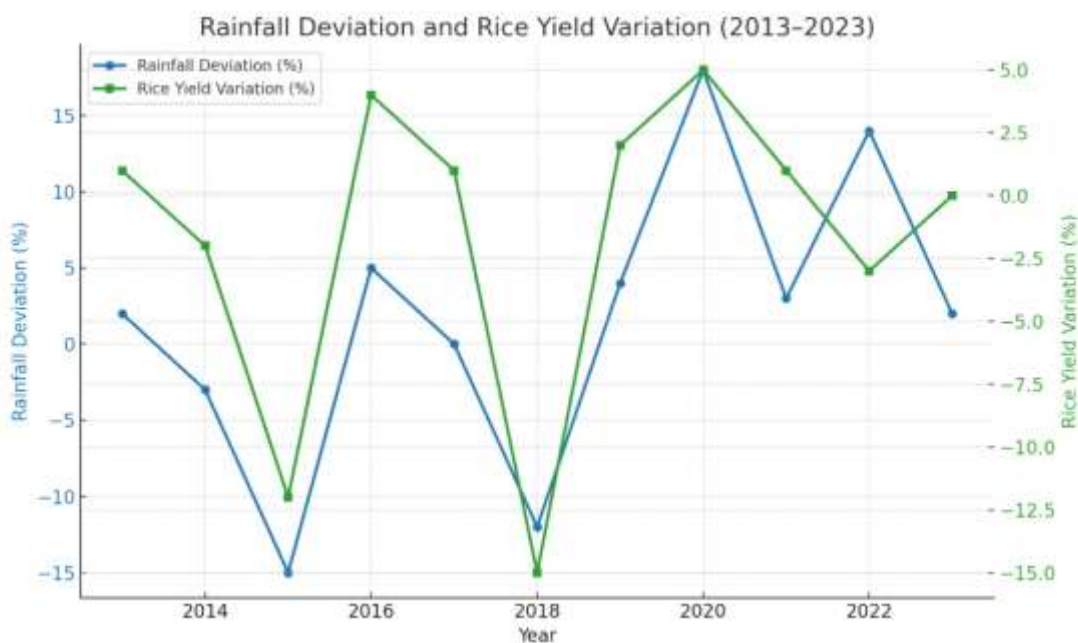 Rainfall Deviation and Rice Yield Variation (2013–2023)
Rainfall Deviation (%)
Rice Yield Variation (%)
15
10
5
0
−5
−10
−15
Rainfall Deviation (%)
5.0
2.5
0.0
−2.5
−5.0
−7.5
−10.0
−12.5
−15.0
Rice Yield Variation (%)
2014 2016 2018 2020 2022
Year